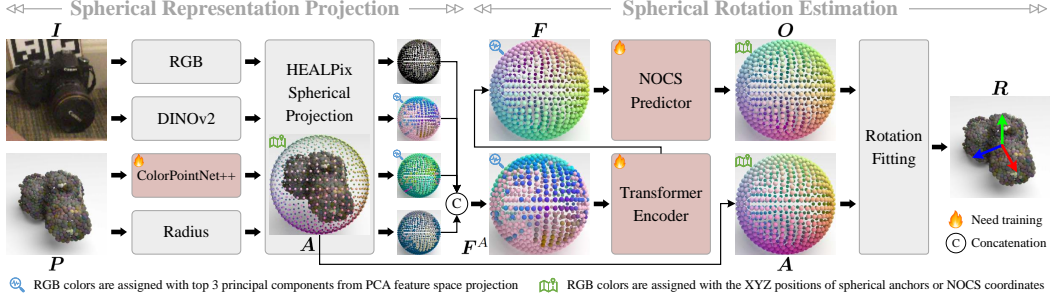 Spherical Representation Projection
Spherical Rotation Estimation
I
RGB
DINOv2
ColorPointNet++
Radius
P
HEALPix
Spherical
Projection
A
C
F
F^A
NOCS
Predictor
Transformer
Encoder
O
A
Rotation
Fitting
R
Need training
C Concatenation
RGB colors are assigned with top 3 principal components from PCA feature space projection
RGB colors are assigned with the XYZ positions of spherical anchors or NOCS coordinates